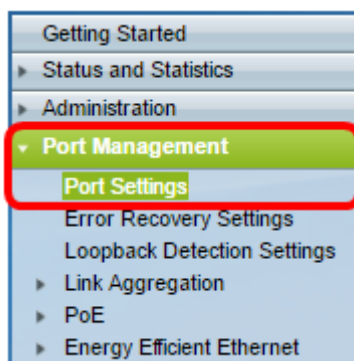 Getting Started
Status and Statistics
Administration
Port Management
Port Settings
Error Recovery Settings
Loopback Detection Settings
Link Aggregation
PoE
Energy Efficient Ethernet